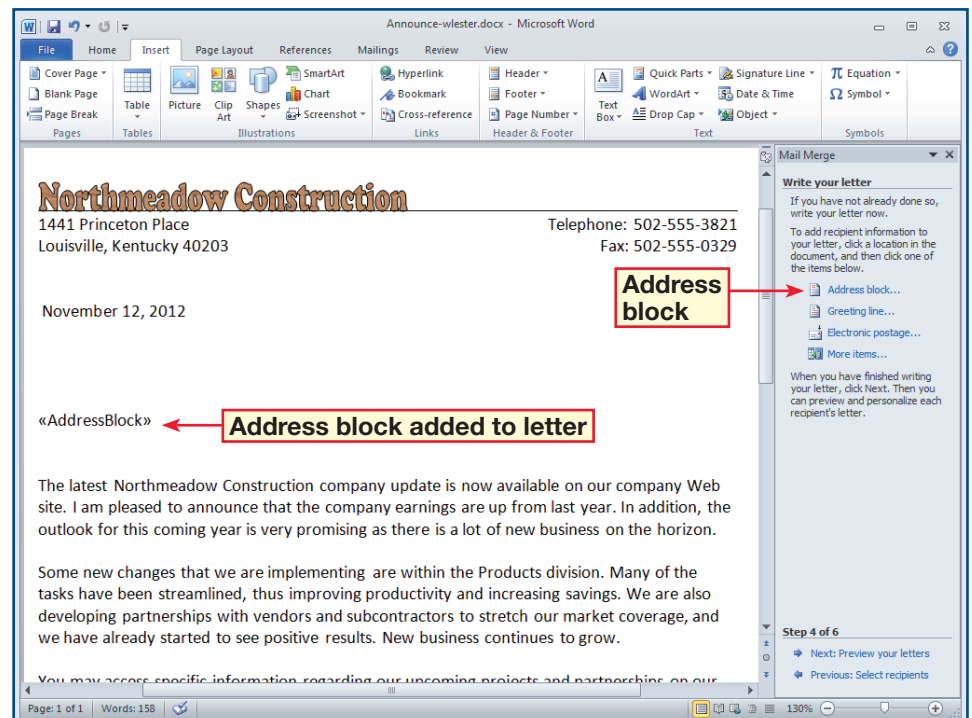 Announce-wlester.docx - Microsoft Word
File Home Insert Page Layout References Mailings Review View
Cover Page
Blank Page
Page Break
Pages
Table
Tables
Picture
Clip Art
Shapes
SmartArt
Chart
Screenshot
Illustrations
Hyperlink
Bookmark
Cross-reference
Links
Header
Footer
Page Number
Header & Footer
Text Box
Quick Parts
WordArt
Drop Cap
Signature Line
Date & Time
Object
Text
Equation
Symbol
Symbols
Northmeadow Construction
1441 Princeton Place
Louisville, Kentucky 40203
Telephone: 502-555-3821
Fax: 502-555-0329
November 12, 2012
«AddressBlock»
Address block added to letter
The latest Northmeadow Construction company update is now available on our company Web
site. I am pleased to announce that the company earnings are up from last year. In addition, the
outlook for this coming year is very promising as there is a lot of new business on the horizon.
Some new changes that we are implementing are within the Products division. Many of the
tasks have been streamlined, thus improving productivity and increasing savings. We are also
developing partnerships with vendors and subcontractors to stretch our market coverage, and
we have already started to see positive results. New business continues to grow.
You may access specific information regarding our upcoming projects and partnerships on our
Address
block
Mail Merge
Write your letter
If you have not already done so,
write your letter now.
To add recipient information to
your letter, click a location in the
document, and then click one of
the items below.
Address block...
Greeting line...
Electronic postage...
More items...
When you have finished writing
your letter, click Next. Then you
can preview and personalize each
recipient's letter.
Step 4 of 6
Next: Preview your letters
Previous: Select recipients
Page: 1 of 1 Words: 158 130%